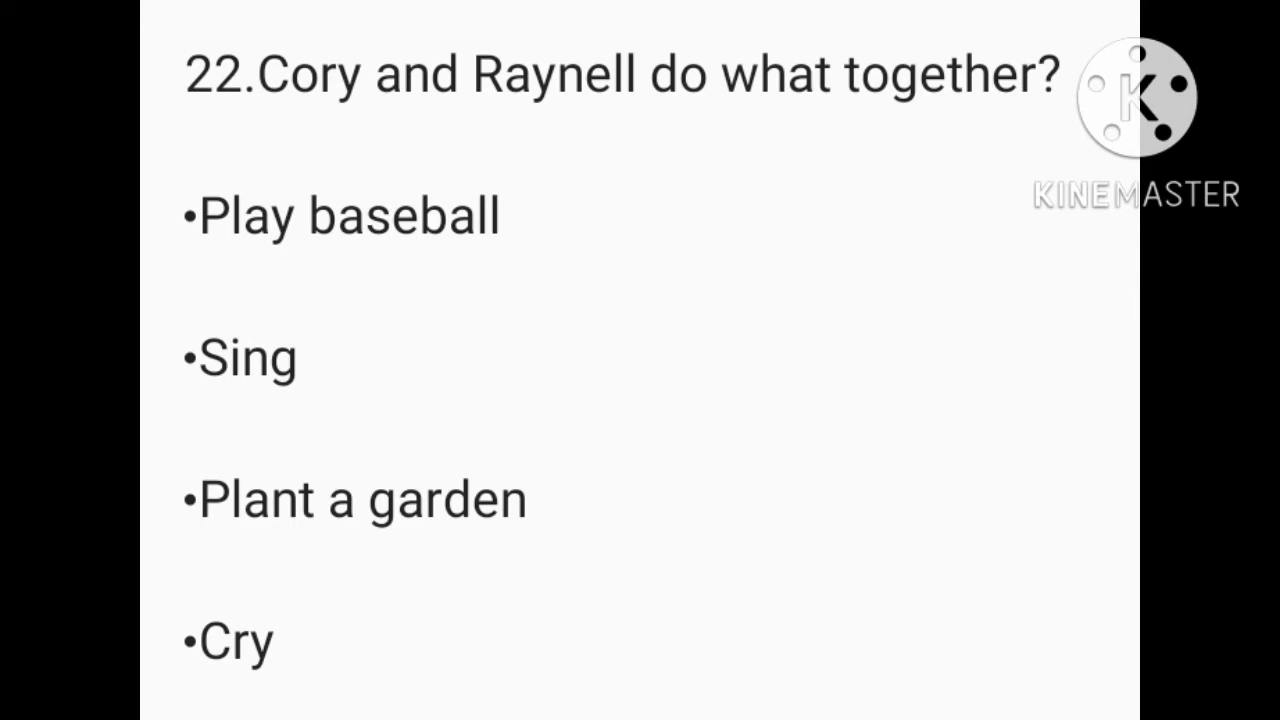 22.Cory and Raynell do what together?
K
KINEMASTER
•Play baseball
•Sing
•Plant a garden
•Cry